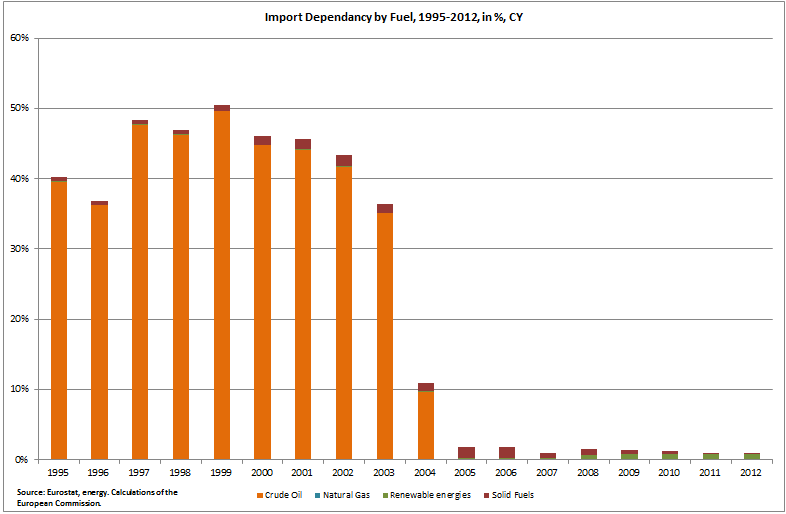 Import Dependancy by Fuel, 1995-2012, in %, CY
60%
50%
40%
30%
20%
10%
0%
1995 1996 1997 1998 1999 2000 2001 2002 2003 2004 2005 2006 2007 2008 2009 2010 2011 2012
Source: Eurostat, energy. Calculations of the
European Commission.
Crude Oil Natural Gas Renewable energies Solid Fuels